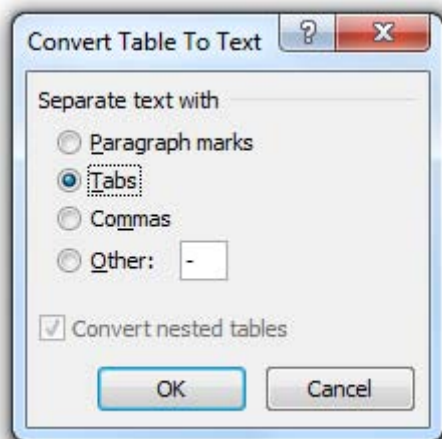 Convert Table To Text
Separate text with
Paragraph marks
Tabs
Commas
Other: -
Convert nested tables
OK Cancel